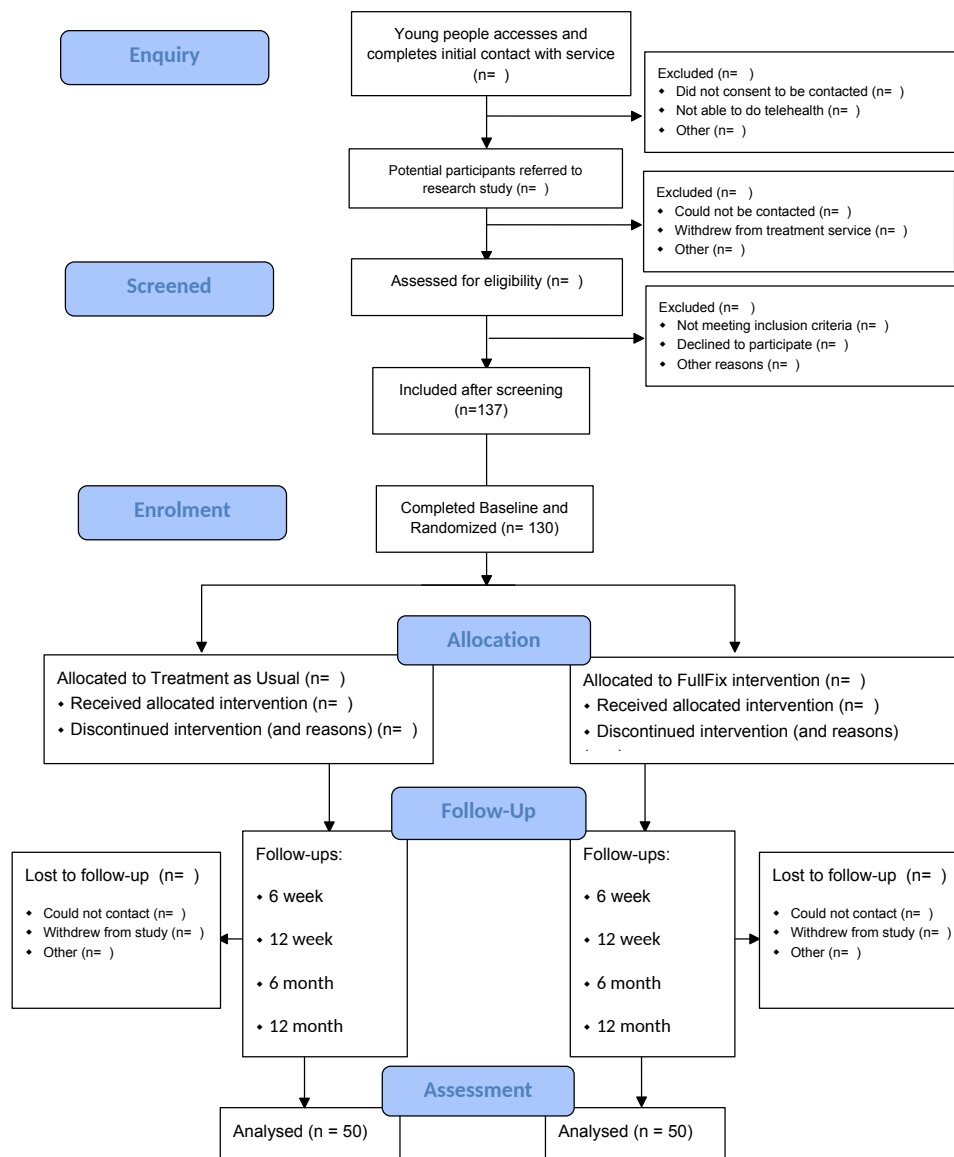 Enquiry
Young people accesses and
completes initial contact with service
(n=  )
Excluded (n=  )
◆ Did not consent to be contacted (n=  )
◆ Not able to do telehealth (n=  )
◆ Other (n=  )
Potential participants referred to
research study (n=  )
Excluded (n=  )
◆ Could not be contacted (n=  )
◆ Withdrew from treatment service (n=  )
◆ Other (n=  )
Screened
Assessed for eligibility (n=  )
Excluded (n=  )
◆ Not meeting inclusion criteria (n=  )
◆ Declined to participate (n=  )
◆ Other reasons (n=  )
Included after screening
(n=137)
Enrolment
Completed Baseline and
Randomized (n= 130)
Allocation
Allocated to Treatment as Usual (n=  )
◆ Received allocated intervention (n=  )
◆ Discontinued intervention (and reasons) (n=  )
Allocated to FullFix intervention (n=  )
◆ Received allocated intervention (n=  )
◆ Discontinued intervention (and reasons)
Follow-Up
Lost to follow-up  (n=  )
◆ Could not contact (n=  )
◆ Withdrew from study (n=  )
◆ Other (n=  )
Follow-ups:
◆ 6 week
◆ 12 week
◆ 6 month
◆ 12 month
Follow-ups:
◆ 6 week
◆ 12 week
◆ 6 month
◆ 12 month
Lost to follow-up  (n=  )
◆ Could not contact (n=  )
◆ Withdrew from study (n=  )
◆ Other (n=  )
Assessment
Analysed (n = 50)
Analysed (n = 50)